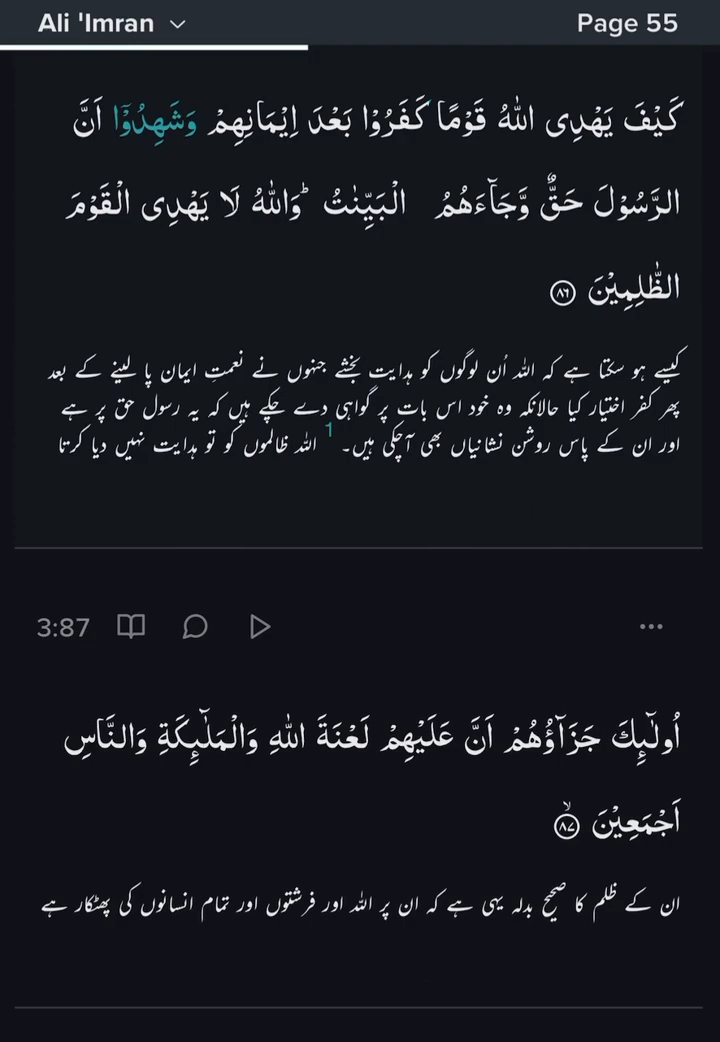 Ali 'Imran
Page 55
كَيْفَ يَهْدِى اللّٰهُ قَوْمًا كَفَرُوْا بَعْدَ اِيْمَانِهِمْ وَشَهِدُوْۤا اَنَّ
الرَّسُوْلَ حَقٌّ وَّجَآءَهُمُ الْبَيِّنٰتُ ؕ وَاللّٰهُ لَا يَهْدِى الْقَوْمَ
الظّٰلِمِيْنَ ٨٦
کیسے ہو سکتا ہے کہ اللہ اُن لوگوں کو ہدایت بخشے جنہوں نے نعمتِ ایمان پا لینے کے بعد
پھر کفر اختیار کیا حالانکہ وہ خود اس بات پر گواہی دے چکے ہیں کہ یہ رسول حق پر ہے
اور ان کے پاس روشن نشانیاں بھی آچکی ہیں۔ 1 اللہ ظالموں کو تو ہدایت نہیں دیا کرتا
3:87
اُولٰٓئِكَ جَزَآؤُهُمْ اَنَّ عَلَيْهِمْ لَعْنَةَ اللّٰهِ وَالْمَلٰٓئِكَةِ وَالنَّاسِ
اَجْمَعِيْنَ ۙ ٨٧
ان کے ظلم کا صحیح بدلہ یہی ہے کہ ان پر اللہ اور فرشتوں اور تمام انسانوں کی پھٹکار ہے